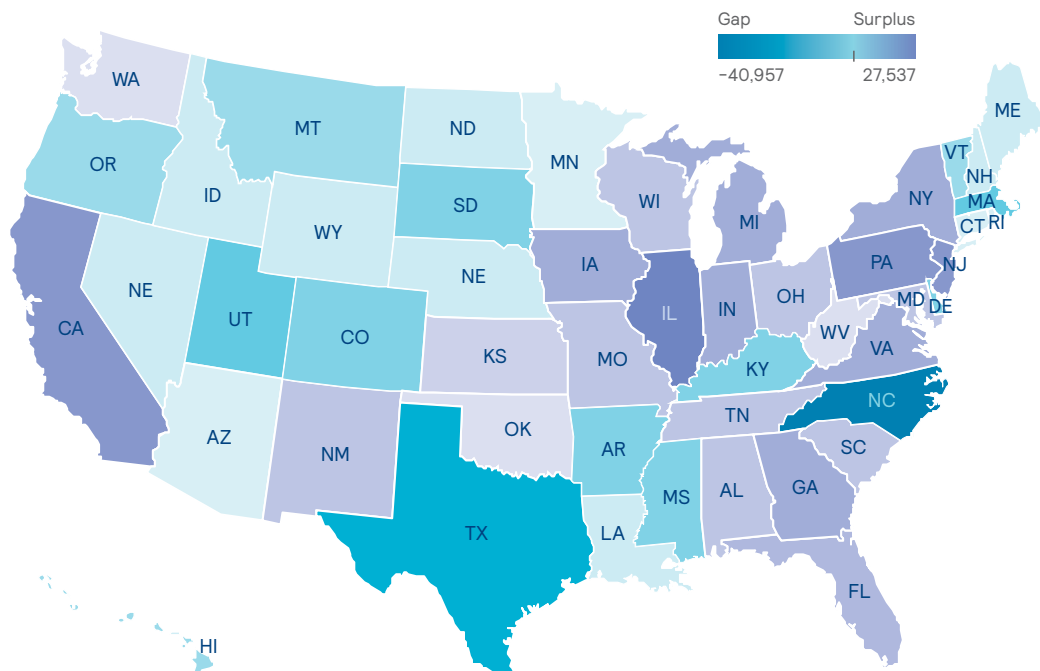 Gap Surplus
−40,957 27,537
WA
MT
ND
ME
OR
MN
VT
ID
SD
WI
NH
NY
MA
MI
CT RI
WY
IA
PA
NJ
NE
NE
OH
MD
DE
UT
IL
IN
CA
CO
WV
VA
KS
MO
KY
NC
OK
TN
AZ
NM
AR
SC
MS
AL
GA
TX
LA
FL
HI